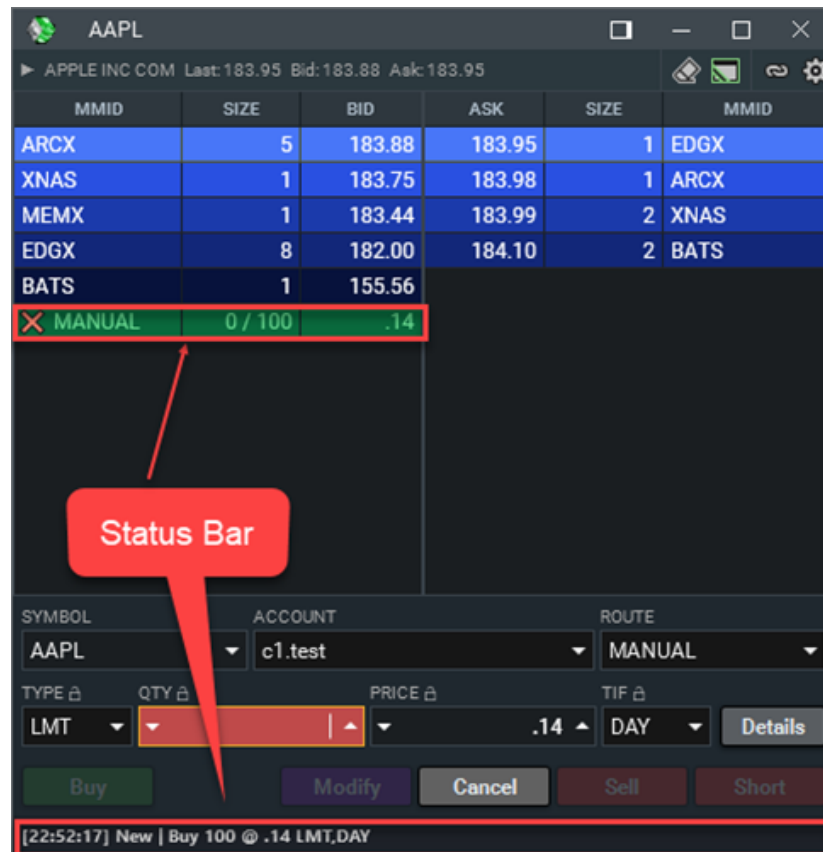 AAPL
APPLE INC COM Last:183.95 Bid:183.88 Ask:183.95
MMID SIZE BID ASK SIZE MMID
ARCX 5 183.88 183.95 1 EDGX
XNAS 1 183.75 183.98 1 ARCX
MEMX 1 183.44 183.99 2 XNAS
EDGX 8 182.00 184.10 2 BATS
BATS 1 155.56
MANUAL 0 / 100 .14
Status Bar
SYMBOL ACCOUNT ROUTE
AAPL c1.test MANUAL
TYPE QTY PRICE TIF
LMT .14 DAY Details
Buy Modify Cancel Sell Short
[22:52:17] New | Buy 100 @ .14 LMT,DAY